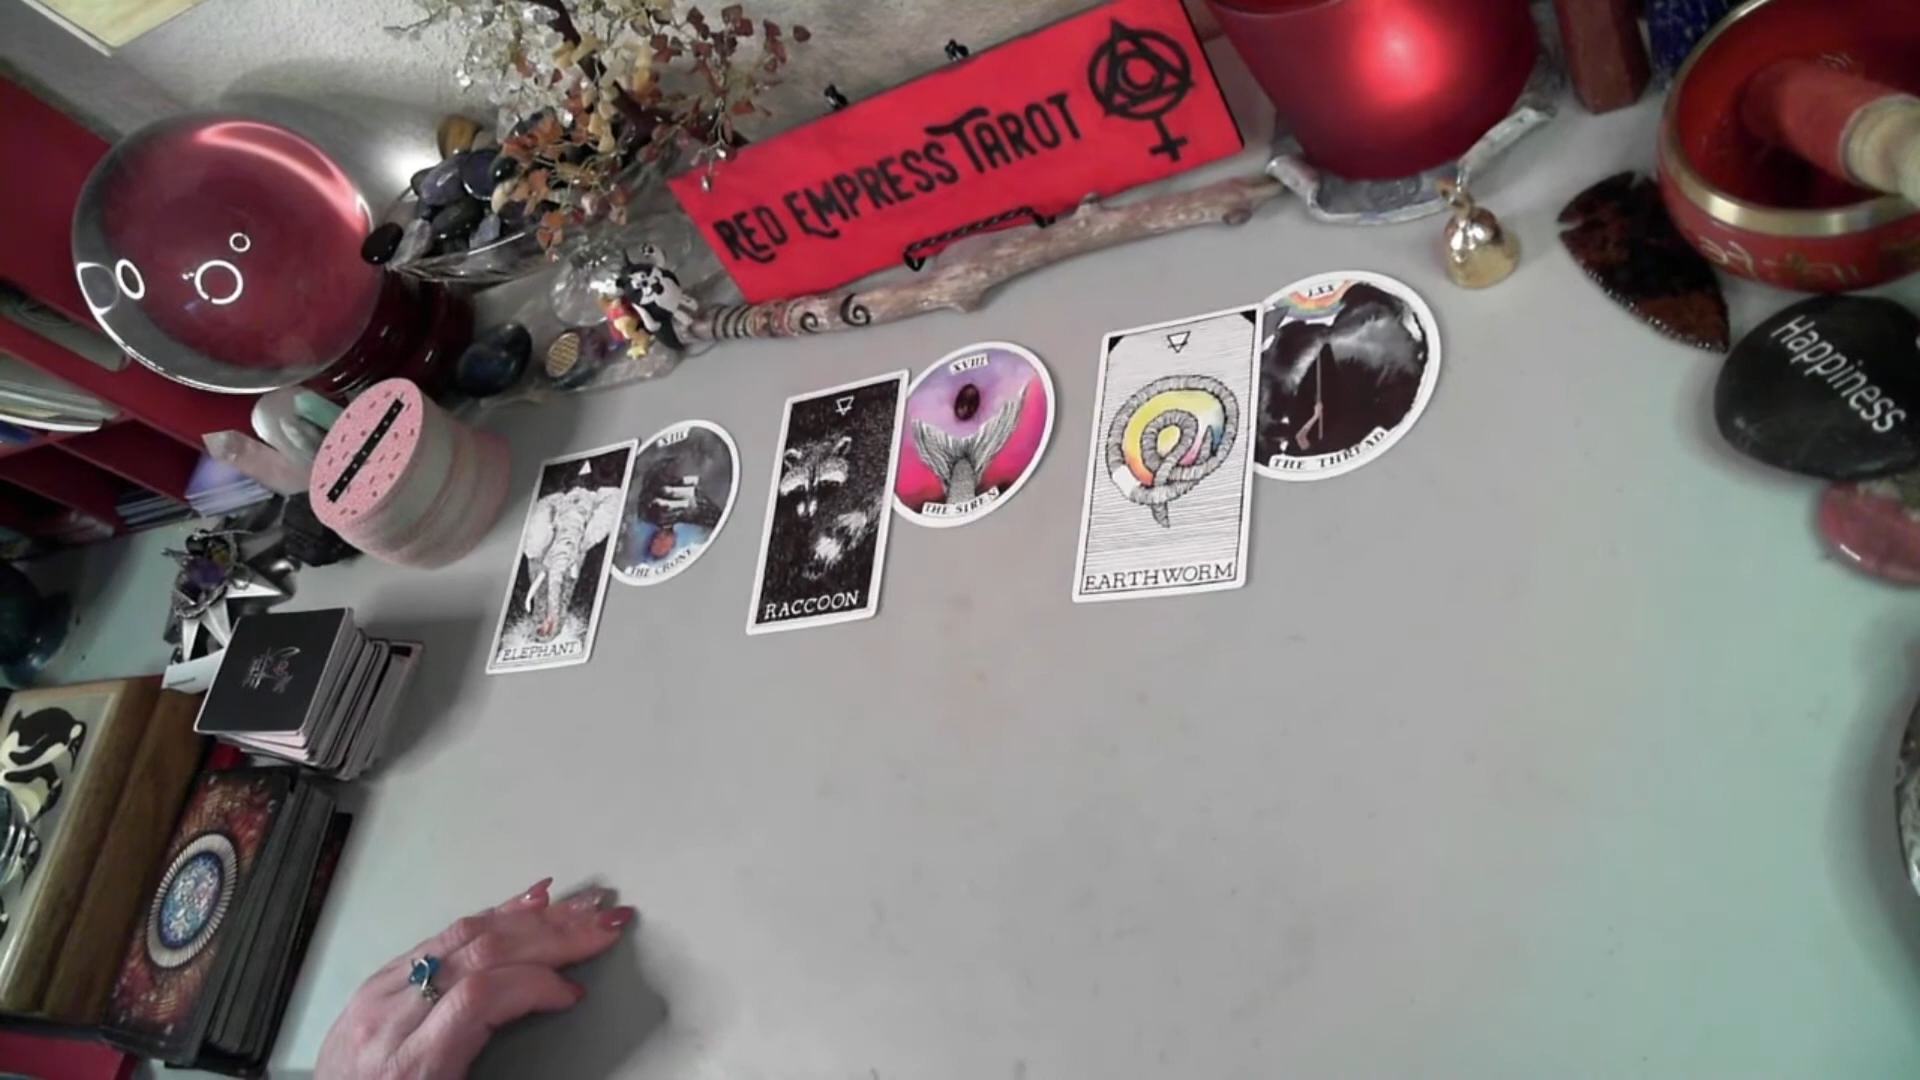 RED EMPRESS TAROT
Happiness
XVIII
THE SIREN
THE THREAD
XIII
THE CRONE
EARTHWORM
RACCOON
ELEPHANT